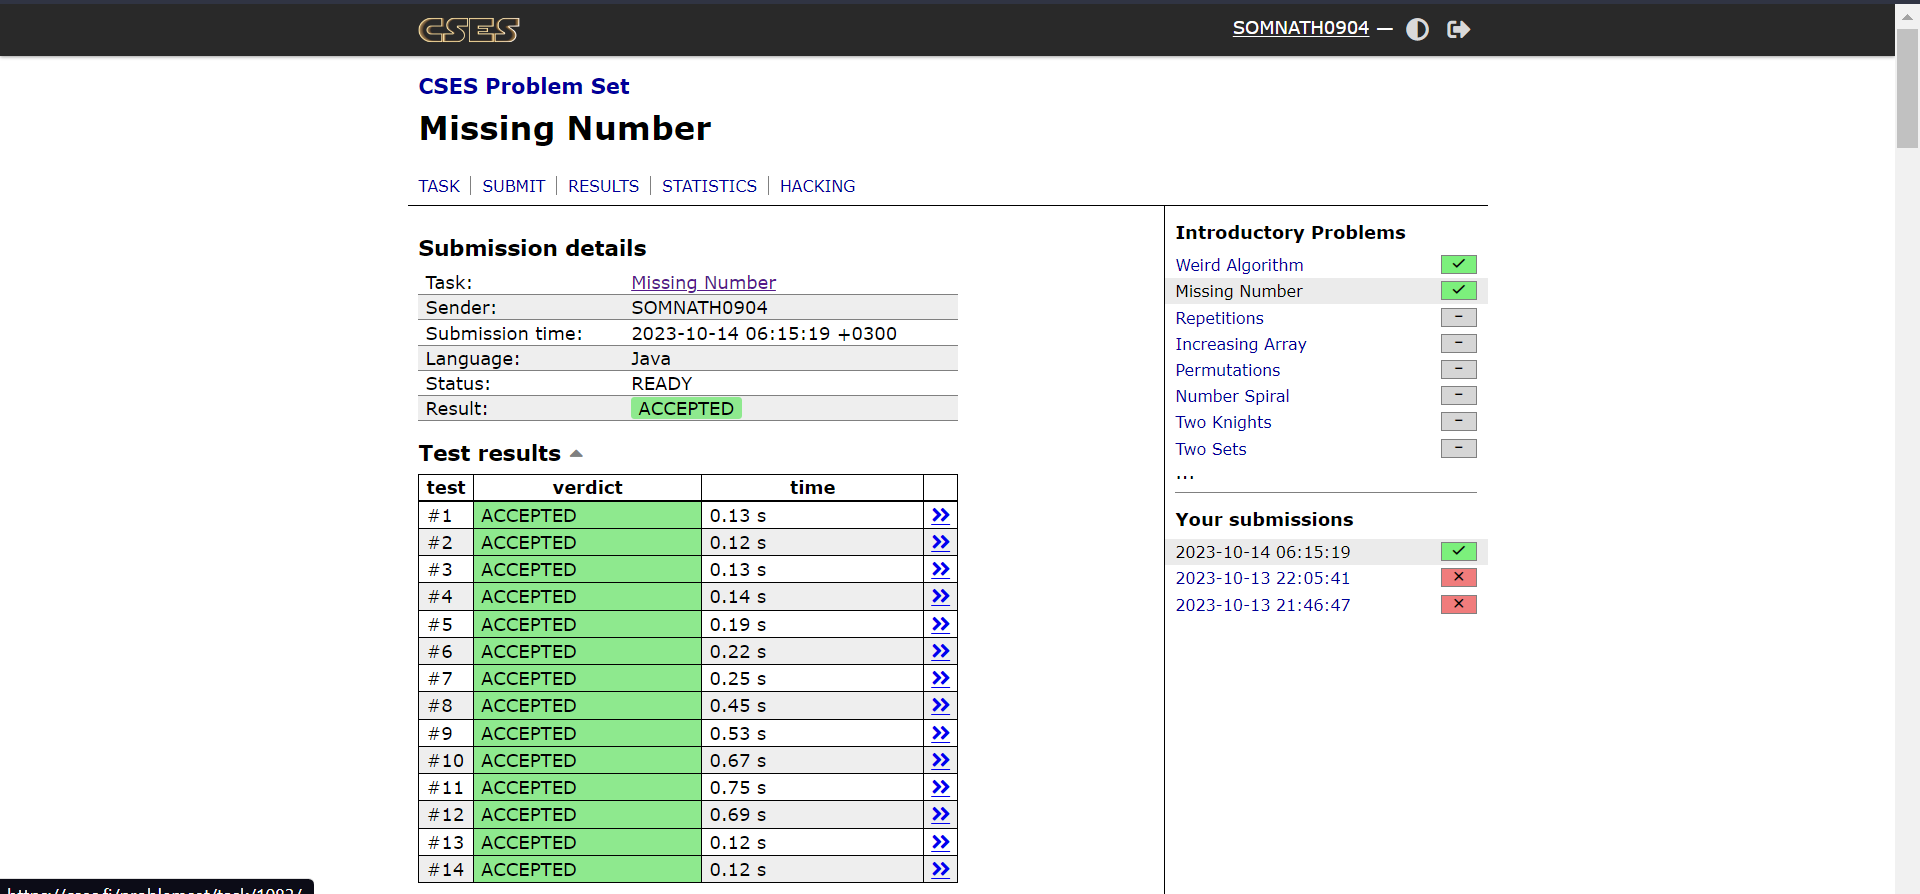 CSES
SOMNATH0904 —
CSES Problem Set
Missing Number
TASK | SUBMIT | RESULTS | STATISTICS | HACKING
Submission details
Task: Missing Number
Sender: SOMNATH0904
Submission time: 2023-10-14 06:15:19 +0300
Language: Java
Status: READY
Result: ACCEPTED
Test results
test verdict time
#1 ACCEPTED 0.13 s »
#2 ACCEPTED 0.12 s »
#3 ACCEPTED 0.13 s »
#4 ACCEPTED 0.14 s »
#5 ACCEPTED 0.19 s »
#6 ACCEPTED 0.22 s »
#7 ACCEPTED 0.25 s »
#8 ACCEPTED 0.45 s »
#9 ACCEPTED 0.53 s »
#10 ACCEPTED 0.67 s »
#11 ACCEPTED 0.75 s »
#12 ACCEPTED 0.69 s »
#13 ACCEPTED 0.12 s »
#14 ACCEPTED 0.12 s »
Introductory Problems
Weird Algorithm ✓
Missing Number ✓
Repetitions –
Increasing Array –
Permutations –
Number Spiral –
Two Knights –
Two Sets –
...
Your submissions
2023-10-14 06:15:19 ✓
2023-10-13 22:05:41 ✕
2023-10-13 21:46:47 ✕